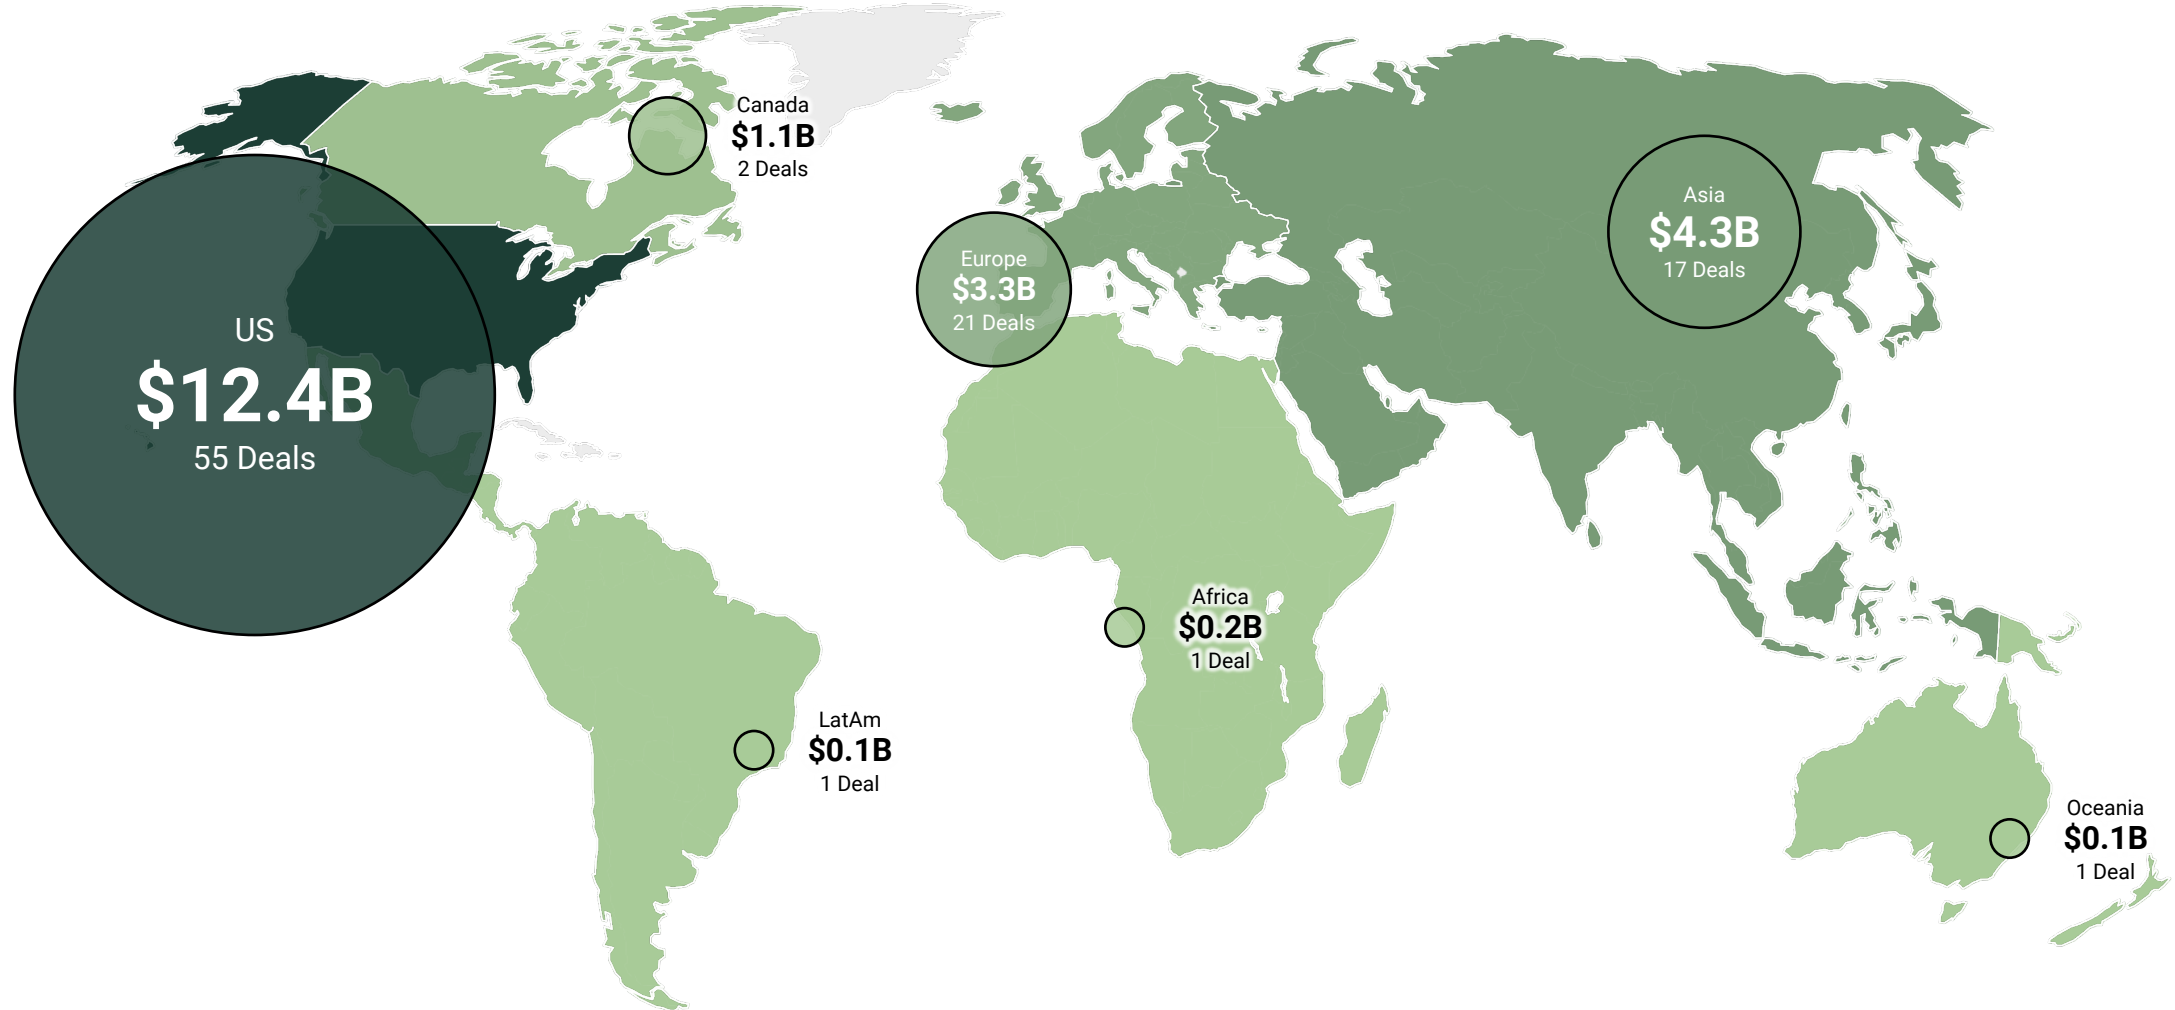 Canada
$1.1B
2 Deals
Asia
$4.3B
17 Deals
Europe
$3.3B
21 Deals
US
$12.4B
55 Deals
Africa
$0.2B
1 Deal
LatAm
$0.1B
1 Deal
Oceania
$0.1B
1 Deal